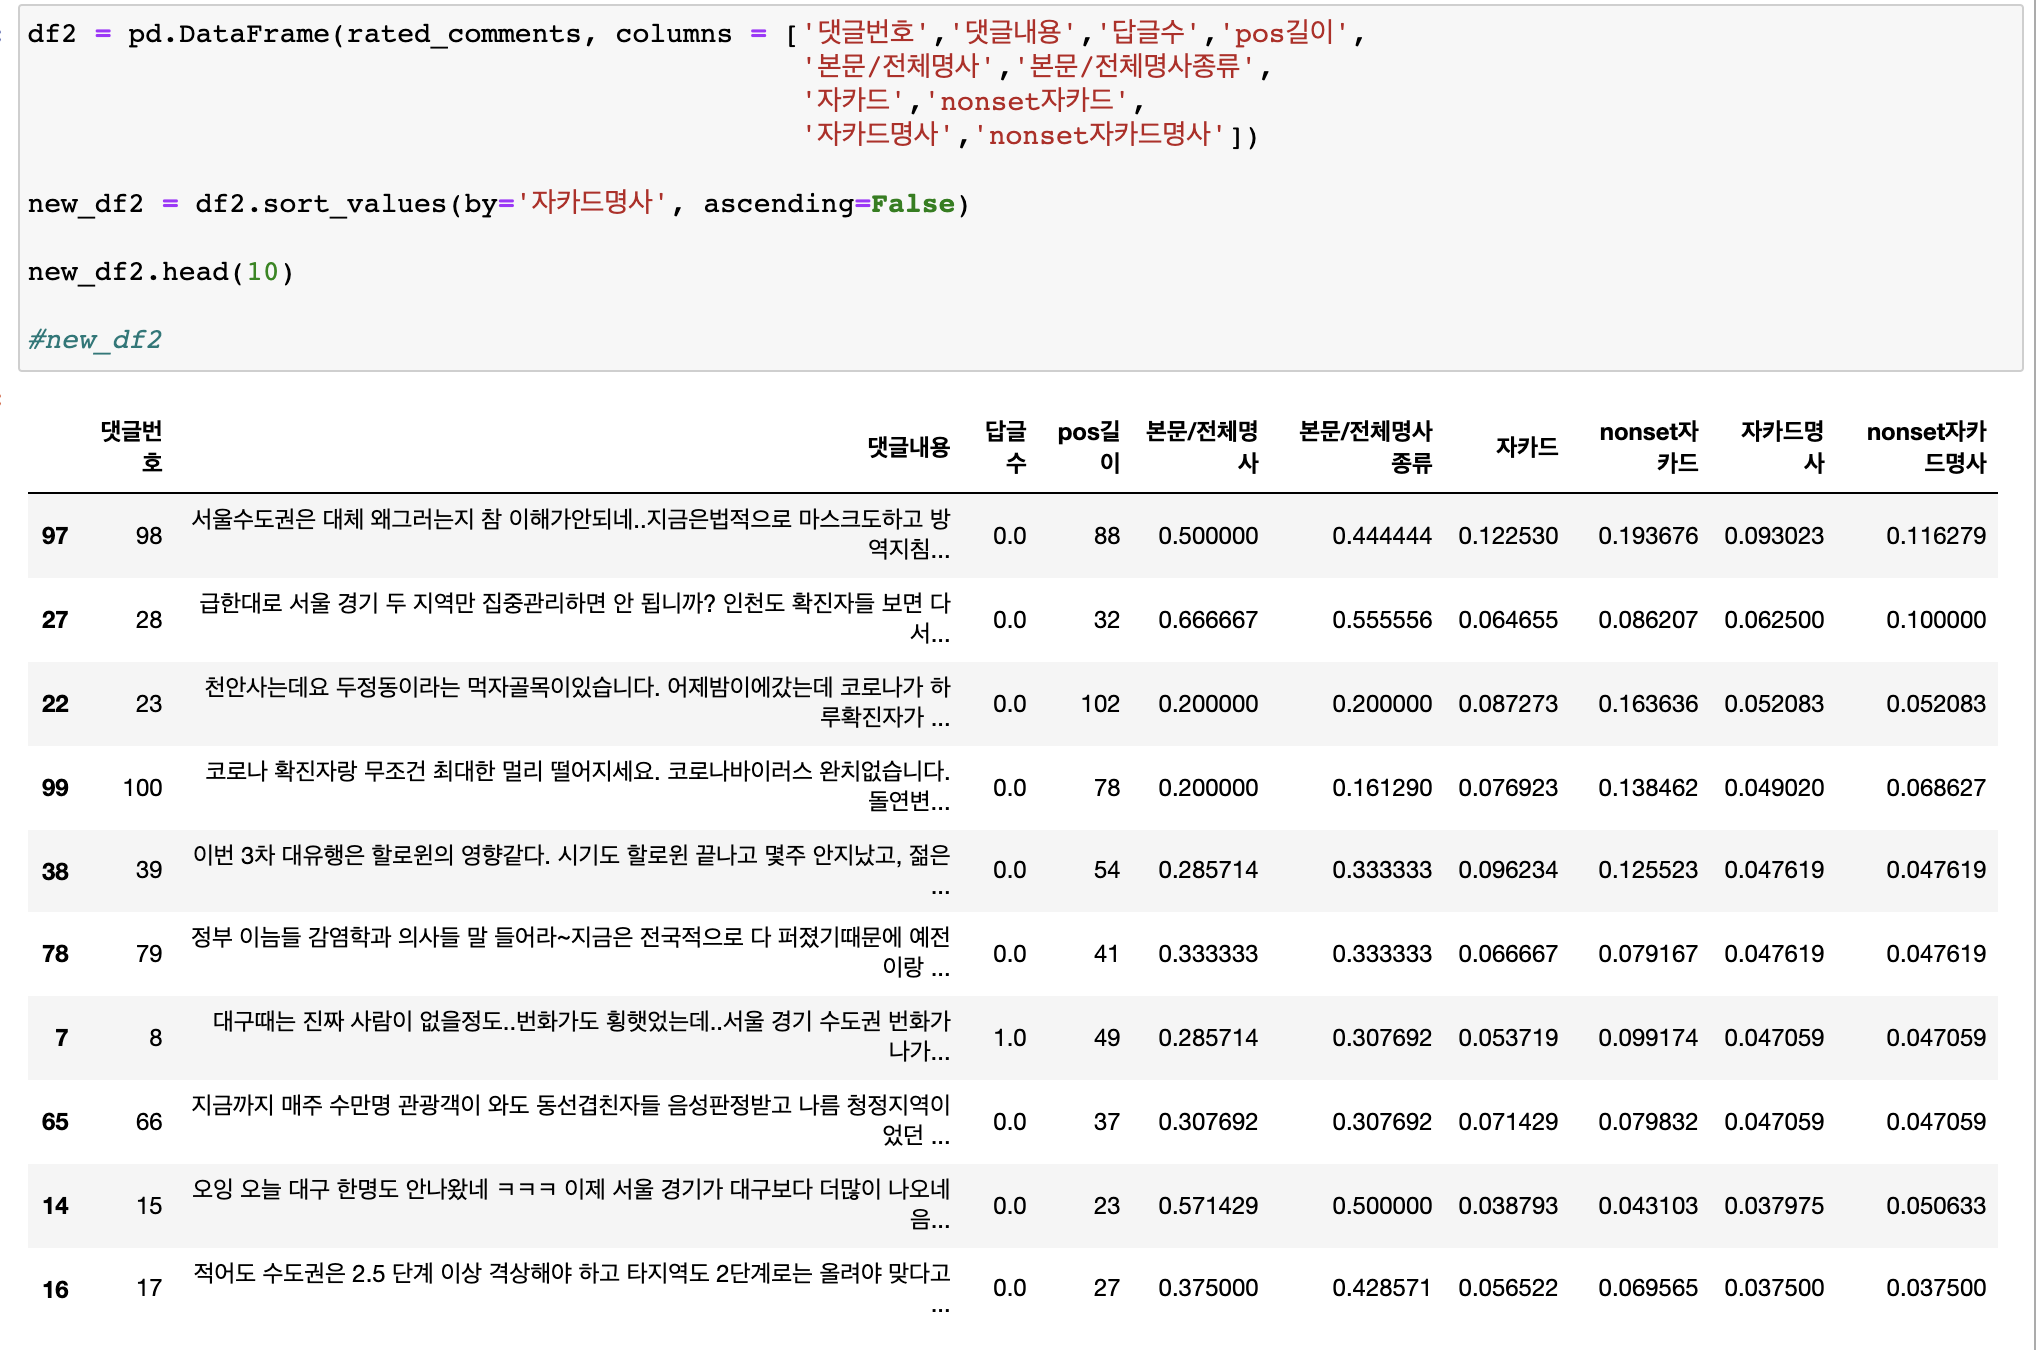 df2 = pd.DataFrame(rated_comments, columns = ['댓글번호','댓글내용','답글수','pos길이',
'본문/전체명사','본문/전체명사종류',
'자카드','nonset자카드',
'자카드명사','nonset자카드명사'])
new_df2 = df2.sort_values(by='자카드명사', ascending=False)
new_df2.head(10)
#new_df2
댓글번 답글 pos길 본문/전체명 본문/전체명사 nonset자 자카드명 nonset자카
댓글내용 자카드
호 수 이 사 종류 카드 사 드명사
서울수도권은 대체 왜그러는지 참 이해가안되네..지금은법적으로 마스크도하고 방
97 98 0.0 88 0.500000 0.444444 0.122530 0.193676 0.093023 0.116279
역지침...
급한대로 서울 경기 두 지역만 집중관리하면 안 됩니까? 인천도 확진자들 보면 다
27 28 0.0 32 0.666667 0.555556 0.064655 0.086207 0.062500 0.100000
서...
천안사는데요 두정동이라는 먹자골목이있습니다. 어제밤이에갔는데 코로나가 하
22 23 0.0 102 0.200000 0.200000 0.087273 0.163636 0.052083 0.052083
루확진자가 ...
코로나 확진자랑 무조건 최대한 멀리 떨어지세요. 코로나바이러스 완치없습니다.
99 100 0.0 78 0.200000 0.161290 0.076923 0.138462 0.049020 0.068627
돌연변...
이번 3차 대유행은 할로윈의 영향같다. 시기도 할로윈 끝나고 몇주 안지났고, 젊은
38 39 0.0 54 0.285714 0.333333 0.096234 0.125523 0.047619 0.047619
...
정부 이늠들 감염학과 의사들 말 들어라~지금은 전국적으로 다 퍼졌기때문에 예전
78 79 0.0 41 0.333333 0.333333 0.066667 0.079167 0.047619 0.047619
이랑 ...
대구때는 진짜 사람이 없을정도..번화가도 횡햇었는데..서울 경기 수도권 번화가
7 8 1.0 49 0.285714 0.307692 0.053719 0.099174 0.047059 0.047059
나가...
지금까지 매주 수만명 관광객이 와도 동선겹친자들 음성판정받고 나름 청정지역이
65 66 0.0 37 0.307692 0.307692 0.071429 0.079832 0.047059 0.047059
었던 ...
오잉 오늘 대구 한명도 안나왔네 ㅋㅋㅋ 이제 서울 경기가 대구보다 더많이 나오네
14 15 0.0 23 0.571429 0.500000 0.038793 0.043103 0.037975 0.050633
음...
적어도 수도권은 2.5 단계 이상 격상해야 하고 타지역도 2단계로는 올려야 맞다고
16 17 0.0 27 0.375000 0.428571 0.056522 0.069565 0.037500 0.037500
...